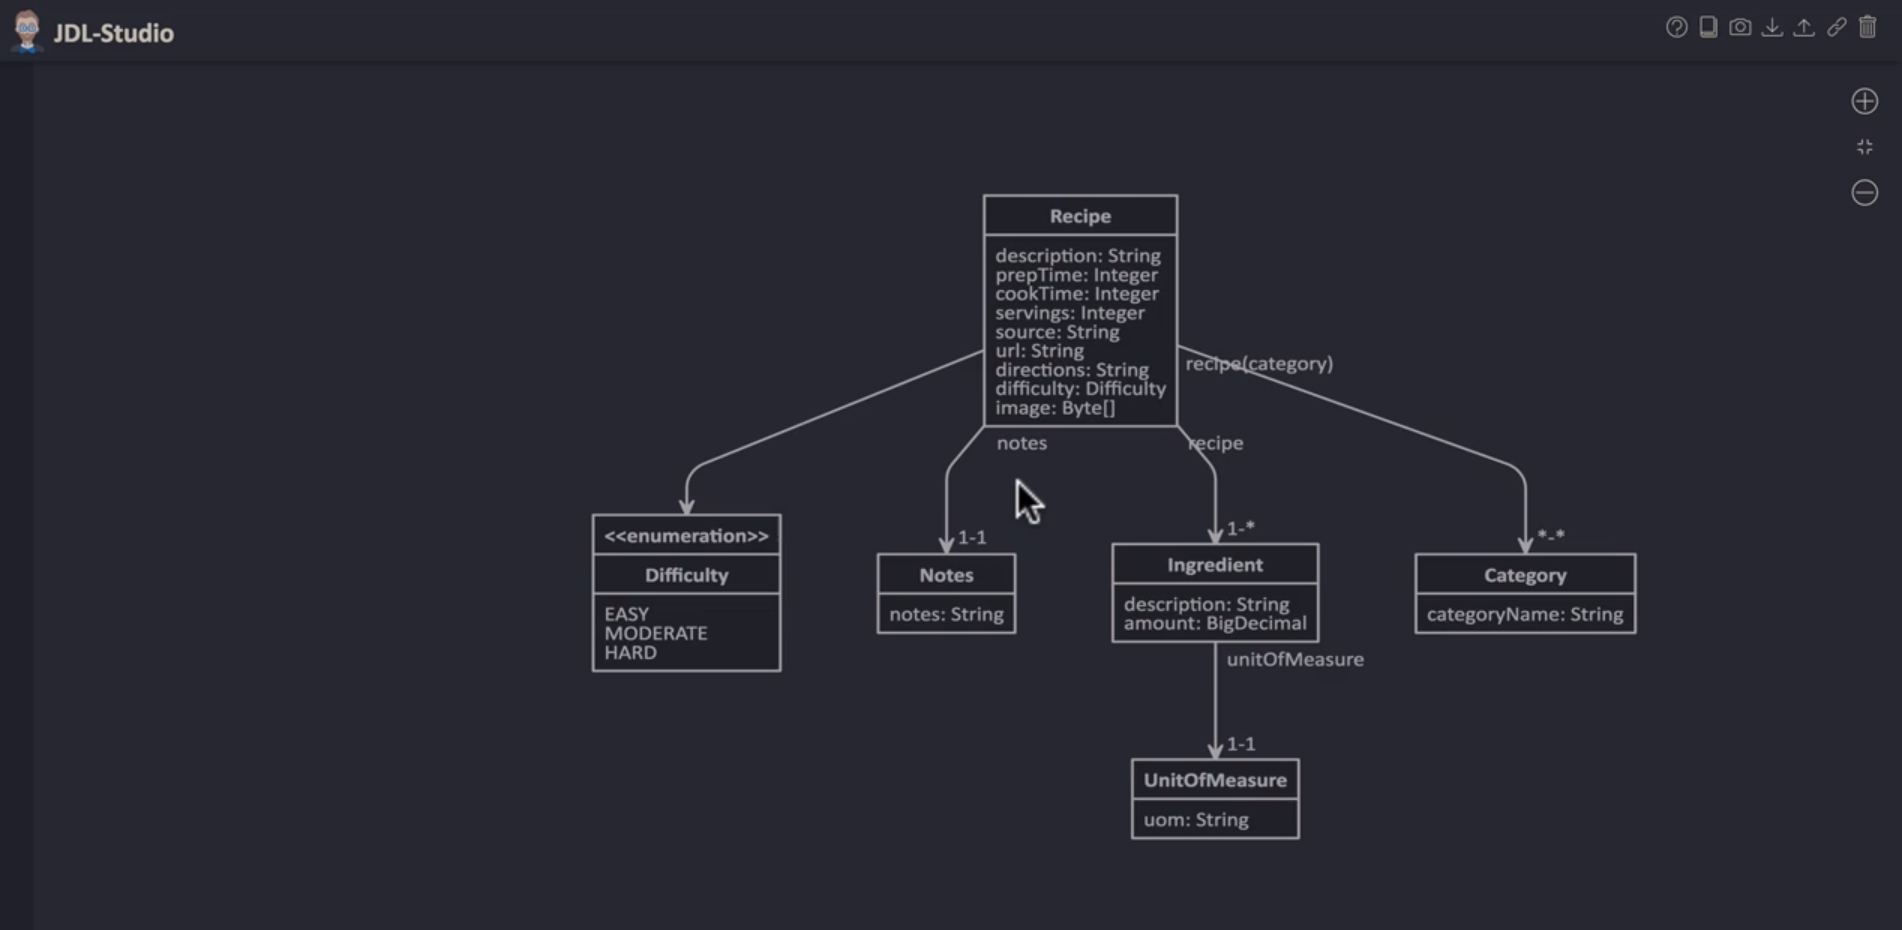 JDL-Studio
Recipe
description: String
prepTime: Integer
cookTime: Integer
servings: Integer
source: String
url: String
directions: String
difficulty: Difficulty
image: Byte[]
recipe(category)
notes
recipe
1-1
1-*
*-*
<<enumeration>>
Difficulty
EASY
MODERATE
HARD
Notes
notes: String
Ingredient
description: String
amount: BigDecimal
Category
categoryName: String
unitOfMeasure
1-1
UnitOfMeasure
uom: String